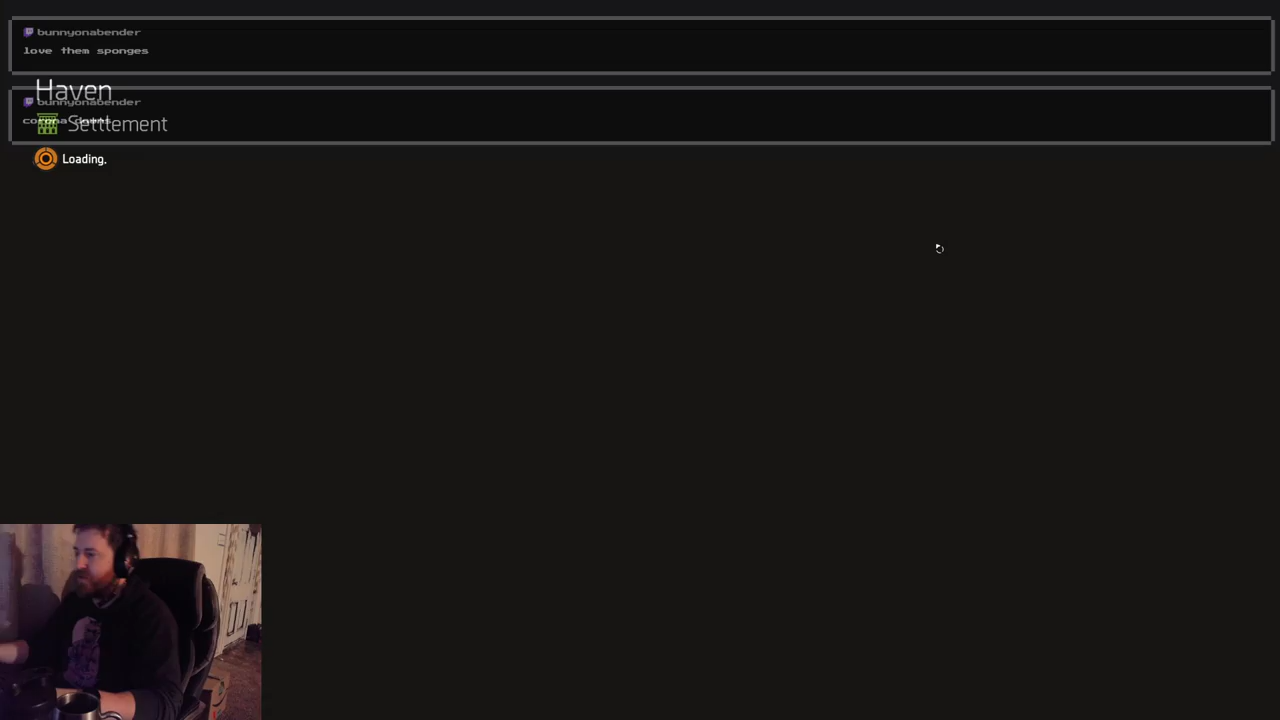 bunnyonabender
love them sponges
Haven
bunnyonabender
Settlement
Loading.